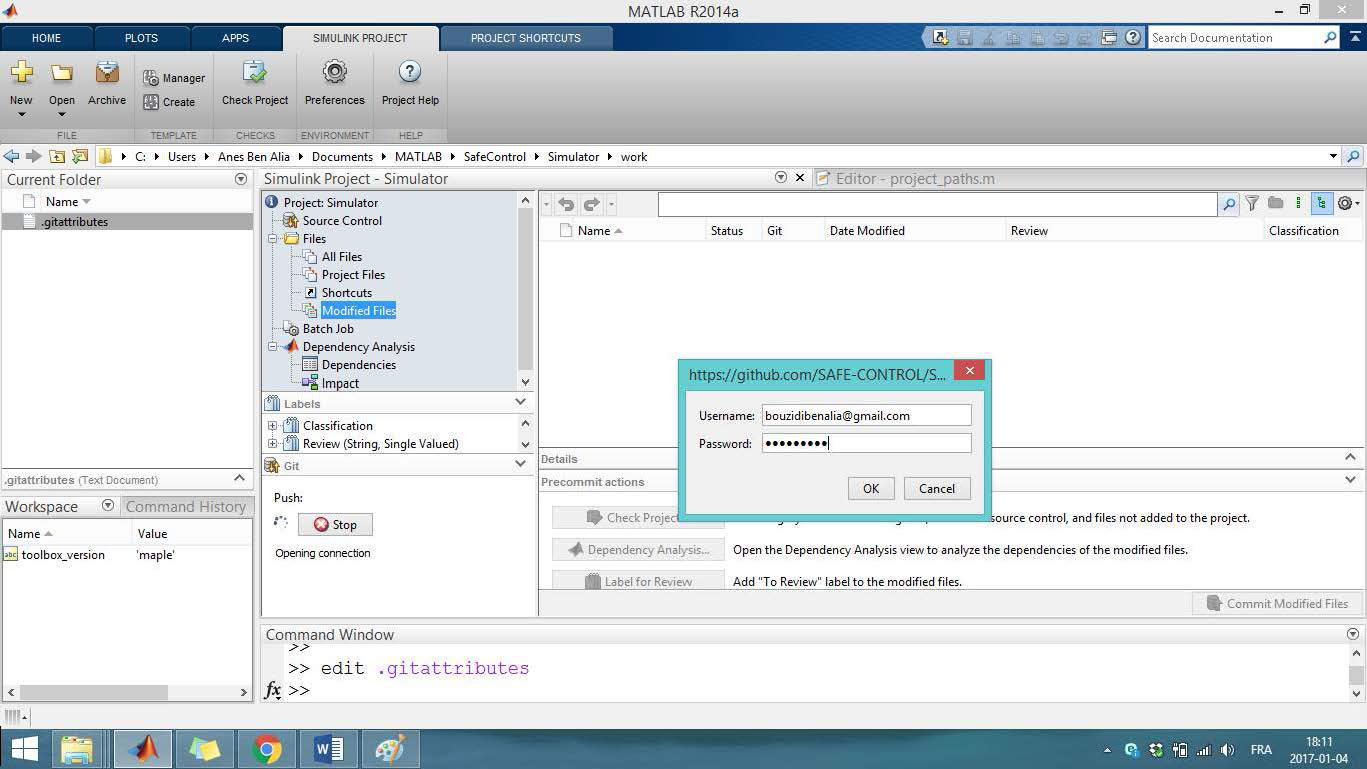 MATLAB R2014a
HOME PLOTS APPS SIMULINK PROJECT PROJECT SHORTCUTS
Search Documentation
New Open Archive Manager Create Check Project Preferences Project Help
FILE TEMPLATE CHECKS ENVIRONMENT HELP
C: Users Anes Ben Alia Documents MATLAB SafeControl Simulator work
Current Folder
Name
.gitattributes
.gitattributes (Text Document)
Workspace Command History
Name Value
toolbox_version 'maple'
Simulink Project - Simulator
Editor - project_paths.m
Project: Simulator
Source Control
Files
All Files
Project Files
Shortcuts
Modified Files
Batch Job
Dependency Analysis
Dependencies
Impact
Labels
Classification
Review (String, Single Valued)
Git
Push:
Stop
Opening connection
Name Status Git Date Modified Review Classification
https://github.com/SAFE-CONTROL/S...
Username: bouzidibenalia@gmail.com
Password: •••••••••
OK Cancel
Details
Precommit actions
Check Projec
source control, and files not added to the project.
Dependency Analysis... Open the Dependency Analysis view to analyze the dependencies of the modified files.
Label for Review Add "To Review" label to the modified files.
Commit Modified Files
Command Window
>>
>> edit .gitattributes
fx >>
FRA
18:11
2017-01-04